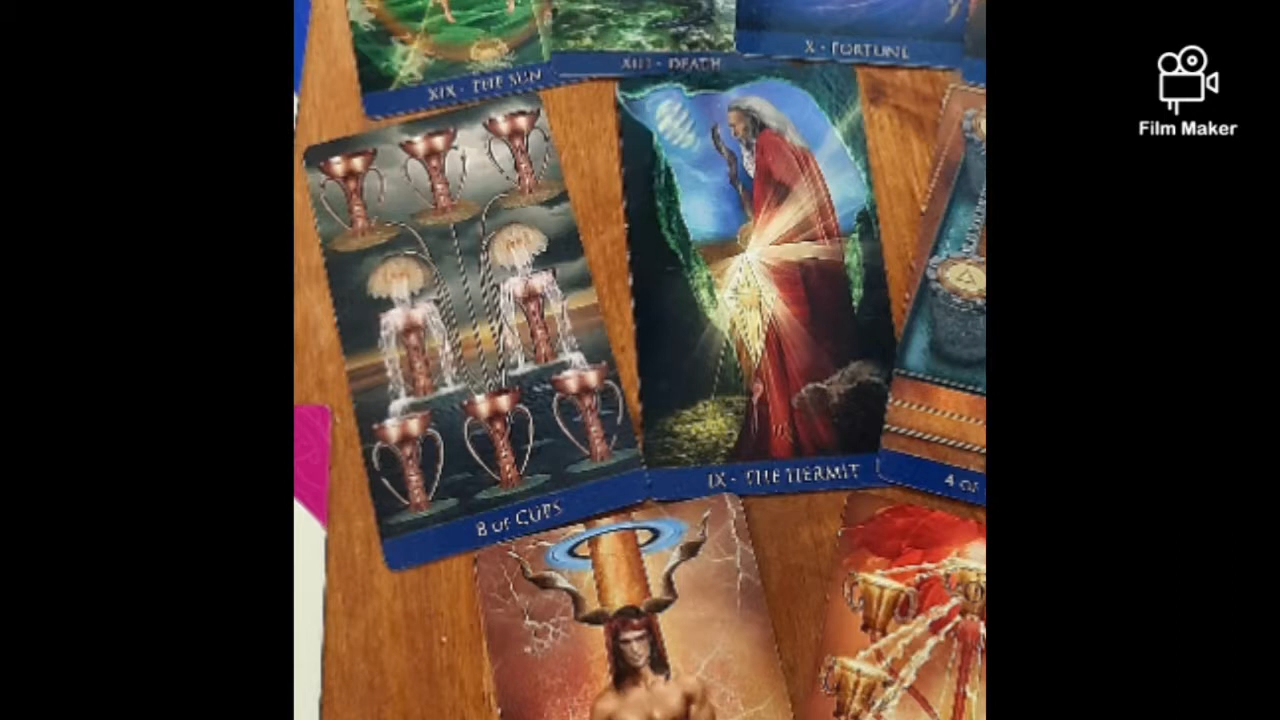 X - FORTUNE
XIII - DEATH
XIX - THE SUN
Film Maker
IX - THE HERMIT
4 OF
8 OF CUPS